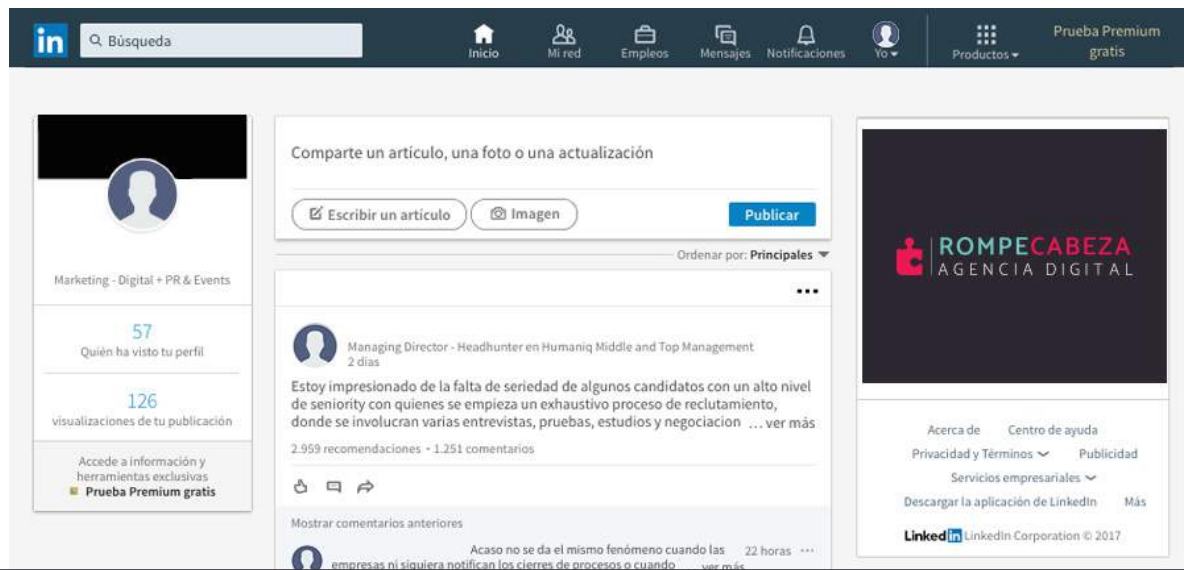 in
Búsqueda
Inicio
Mi red
Empleos
Mensajes
Notificaciones
Yo
Productos
Prueba Premium
gratis
Marketing - Digital + PR & Events
57
Quién ha visto tu perfil
126
visualizaciones de tu publicación
Accede a información y
herramientas exclusivas
Prueba Premium gratis
Comparte un artículo, una foto o una actualización
Escribir un artículo
Imagen
Publicar
Ordenar por: Principales
Managing Director - Headhunter en Humaniq Middle and Top Management
2 días
Estoy impresionado de la falta de seriedad de algunos candidatos con un alto nivel
de seniority con quienes se empieza un exhaustivo proceso de reclutamiento,
donde se involucran varias entrevistas, pruebas, estudios y negociacion ... ver más
2.959 recomendaciones • 1.251 comentarios
Mostrar comentarios anteriores
Acaso no se da el mismo fenómeno cuando las 22 horas
empresas ni siquiera notifican los cierres de procesos o cuando ver más
ROMPECABEZA
AGENCIA DIGITAL
Acerca de Centro de ayuda
Privacidad y Términos Publicidad
Servicios empresariales
Descargar la aplicación de LinkedIn Más
LinkedIn LinkedIn Corporation © 2017